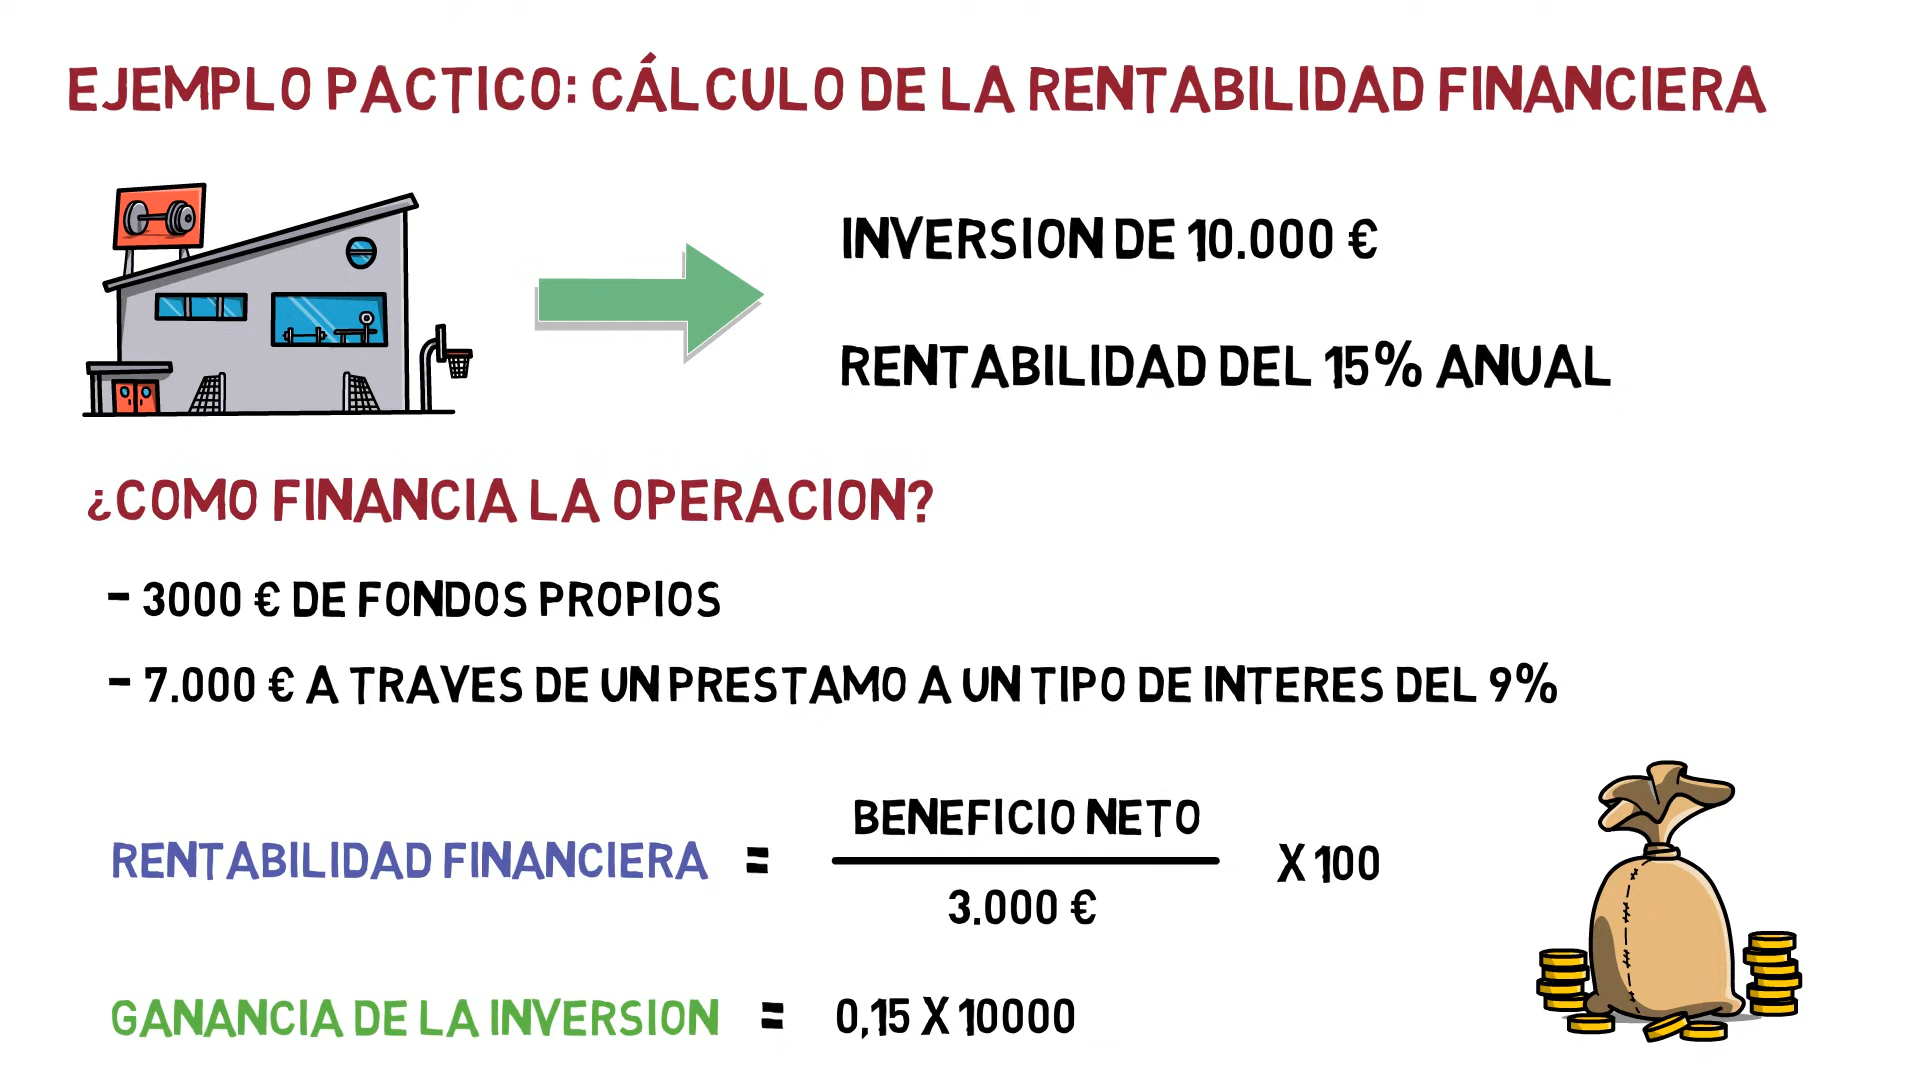 EJEMPLO PACTICO: CÁLCULO DE LA RENTABILIDAD FINANCIERA
INVERSION DE 10.000 €
RENTABILIDAD DEL 15% ANUAL
¿COMO FINANCIA LA OPERACION?
- 3000 € DE FONDOS PROPIOS
- 7.000 € A TRAVES DE UN PRESTAMO A UN TIPO DE INTERES DEL 9%
BENEFICIO NETO
RENTABILIDAD FINANCIERA = X 100
3.000 €
GANANCIA DE LA INVERSION = 0,15 X 10000